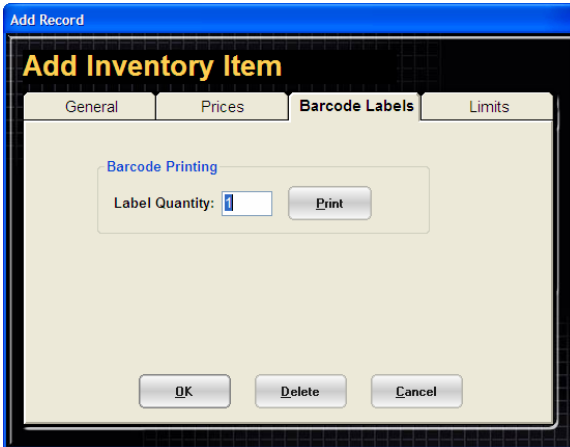 Add Record
Add Inventory Item
General Prices Barcode Labels Limits
Barcode Printing
Label Quantity: 1 Print
OK Delete Cancel